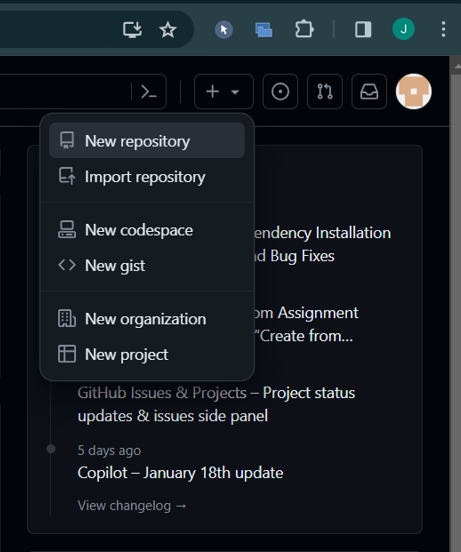 J
New repository
Import repository
New codespace
New gist
New organization
New project
endency Installation
nd Bug Fixes
om Assignment
“Create from...
GitHub Issues & Projects – Project status
updates & issues side panel
5 days ago
Copilot – January 18th update
View changelog →